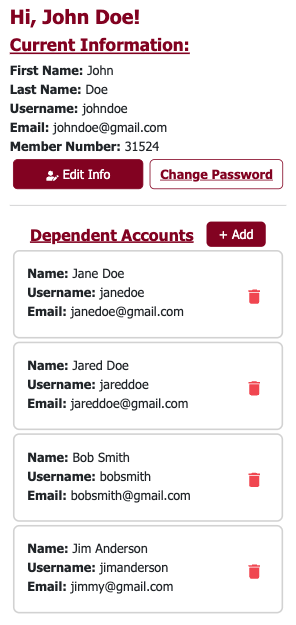 Hi, John Doe!
Current Information:
First Name: John
Last Name: Doe
Username: johndoe
Email: johndoe@gmail.com
Member Number: 31524
Edit Info Change Password
Dependent Accounts + Add
Name: Jane Doe
Username: janedoe
Email: janedoe@gmail.com
Name: Jared Doe
Username: jareddoe
Email: jareddoe@gmail.com
Name: Bob Smith
Username: bobsmith
Email: bobsmith@gmail.com
Name: Jim Anderson
Username: jimanderson
Email: jimmy@gmail.com